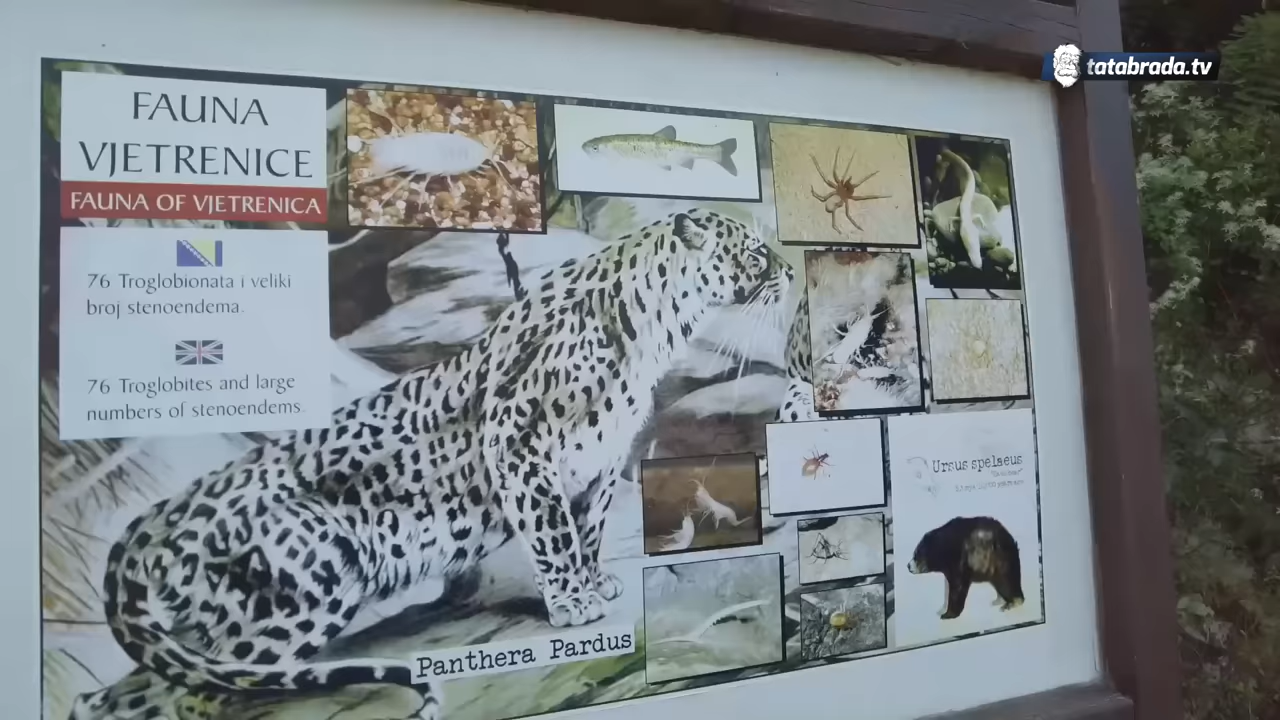 tatabrada.tv
FAUNA
VJETRENICE
FAUNA OF VJETRENICA
76 Troglobionata i veliki
broj stenoendema.
76 Troglobites and large
numbers of stenoendems.
Ursus spelaeus
Panthera Pardus